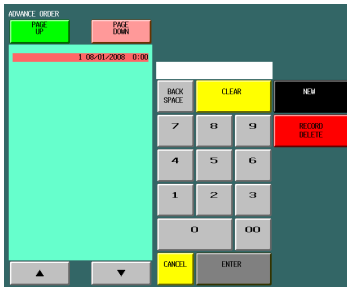 ADVANCE ORDER
PAGE
UP
PAGE
DOWN
1 08/01/2008 0:00
BACK
SPACE
CLEAR
NEW
7 8 9
RECORD
DELETE
4 5 6
1 2 3
0 00
CANCEL
ENTER